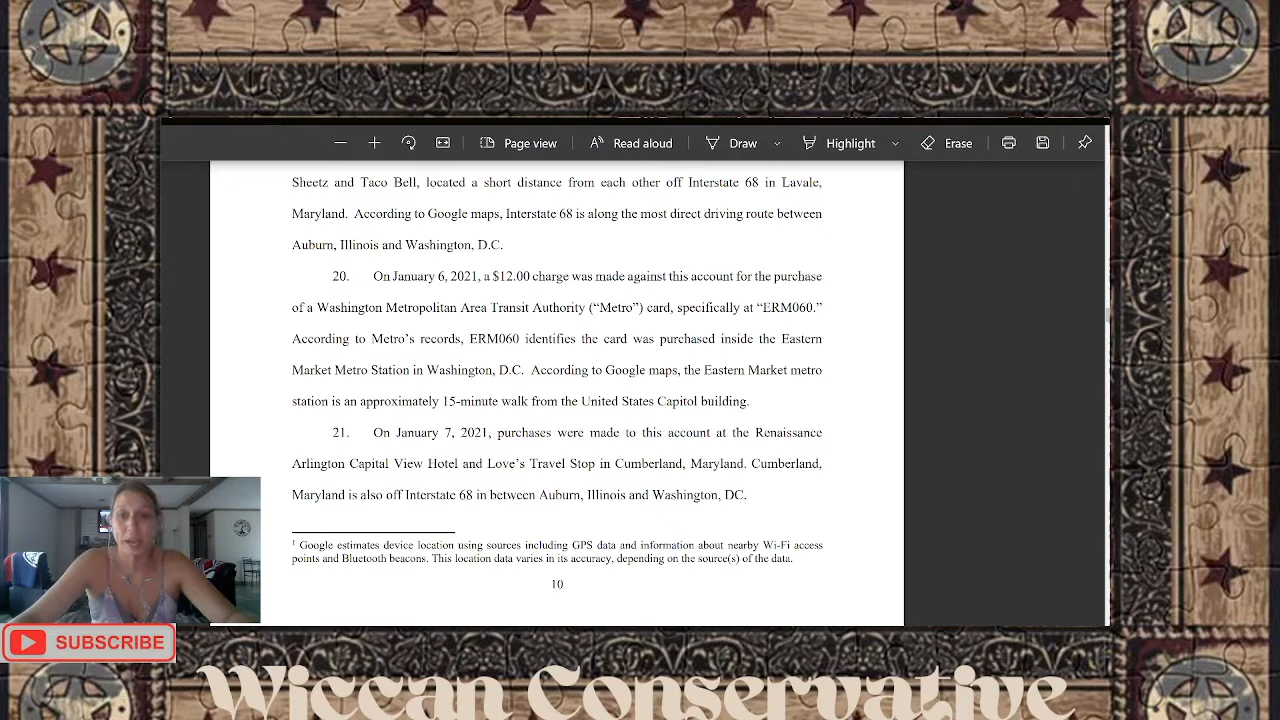 Page view
Read aloud
Draw
Highlight
Erase
Sheetz and Taco Bell, located a short distance from each other off Interstate 68 in Lavale,
Maryland. According to Google maps, Interstate 68 is along the most direct driving route between
Auburn, Illinois and Washington, D.C.
20. On January 6, 2021, a $12.00 charge was made against this account for the purchase
of a Washington Metropolitan Area Transit Authority (“Metro”) card, specifically at “ERM060.”
According to Metro’s records, ERM060 identifies the card was purchased inside the Eastern
Market Metro Station in Washington, D.C. According to Google maps, the Eastern Market metro
station is an approximately 15-minute walk from the United States Capitol building.
21. On January 7, 2021, purchases were made to this account at the Renaissance
Arlington Capital View Hotel and Love’s Travel Stop in Cumberland, Maryland. Cumberland,
Maryland is also off Interstate 68 in between Auburn, Illinois and Washington, DC.
1 Google estimates device location using sources including GPS data and information about nearby Wi-Fi access
points and Bluetooth beacons. This location data varies in its accuracy, depending on the source(s) of the data.
10
SUBSCRIBE
Wiccan Conservative